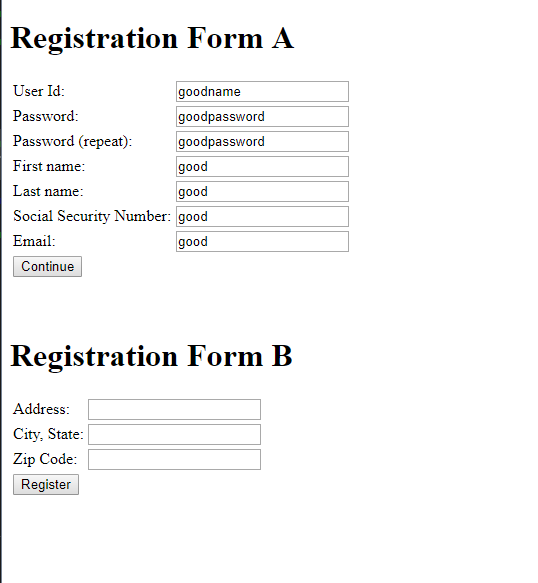 Registration Form A
User Id: goodname
Password: goodpassword
Password (repeat): goodpassword
First name: good
Last name: good
Social Security Number: good
Email: good
Continue
Registration Form B
Address:
City, State:
Zip Code:
Register